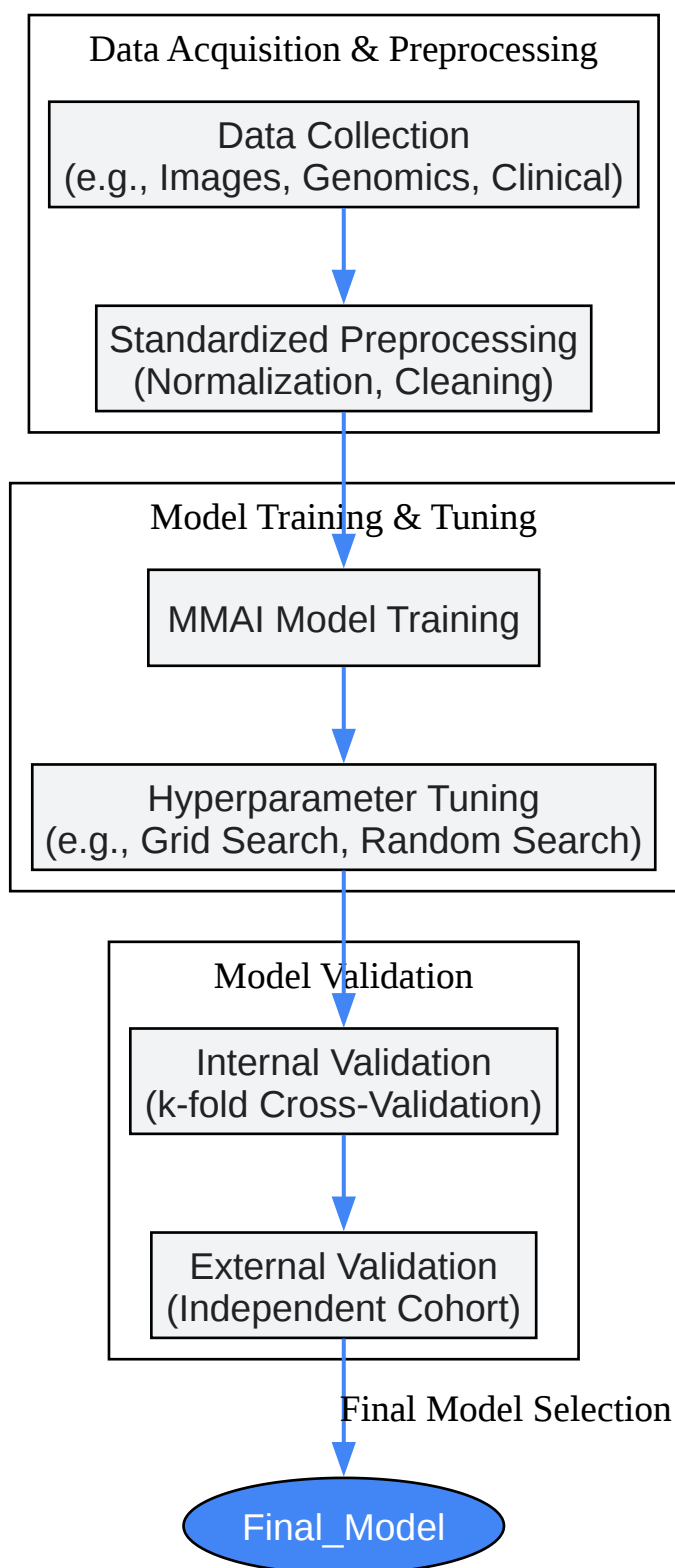 Data Acquisition & Preprocessing
Data Collection
(e.g., Images, Genomics, Clinical)
Standardized Preprocessing
(Normalization, Cleaning)
Model Training & Tuning
MMAI Model Training
Hyperparameter Tuning
(e.g., Grid Search, Random Search)
Model Validation
Internal Validation
(k-fold Cross-Validation)
External Validation
(Independent Cohort)
Final Model Selection
Final_Model